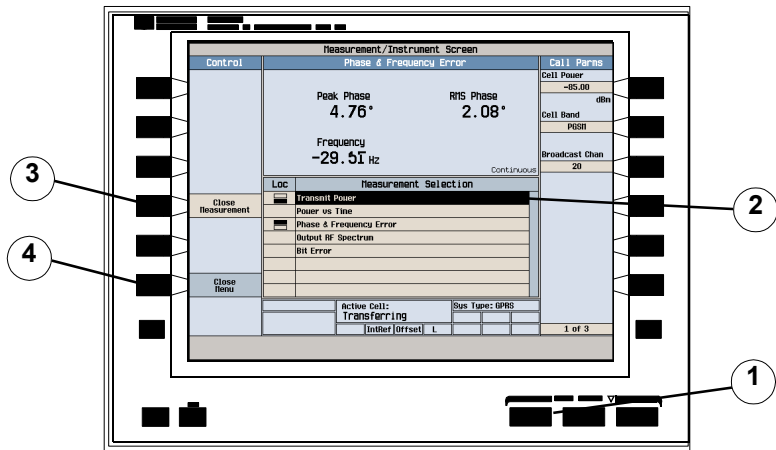 Measurement/Instrument Screen
Control
Phase & Frequency Error
Call Parms
Cell Power
-85.00
dBm
Cell Band
PGSM
Broadcast Chan
20
Peak Phase
4.76°
RMS Phase
2.08°
Frequency
Hz
Continuous
Loc
Measurement Selection
Transmit Power
Power vs Time
Phase & Frequency Error
Output RF Spectrum
Bit Error
Close
Measurement
Close
Menu
Active Cell:
Transferring
Sys Type: GPRS
IntRef Offset L
1 of 3
3
4
2
1